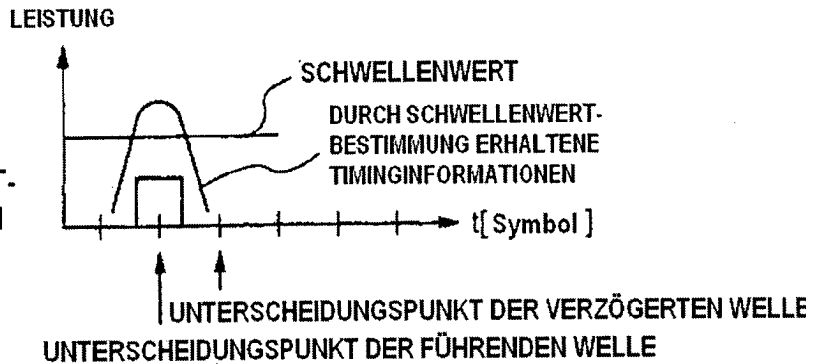 LEISTUNG
SCHWELLENWERT
DURCH SCHWELLENWERT-
BESTIMMUNG ERHALTENE
TIMINGINFORMATIONEN
t[ Symbol ]
UNTERSCHEIDUNGSPUNKT DER VERZÖGERTEN WELLE
UNTERSCHEIDUNGSPUNKT DER FÜHRENDEN WELLE